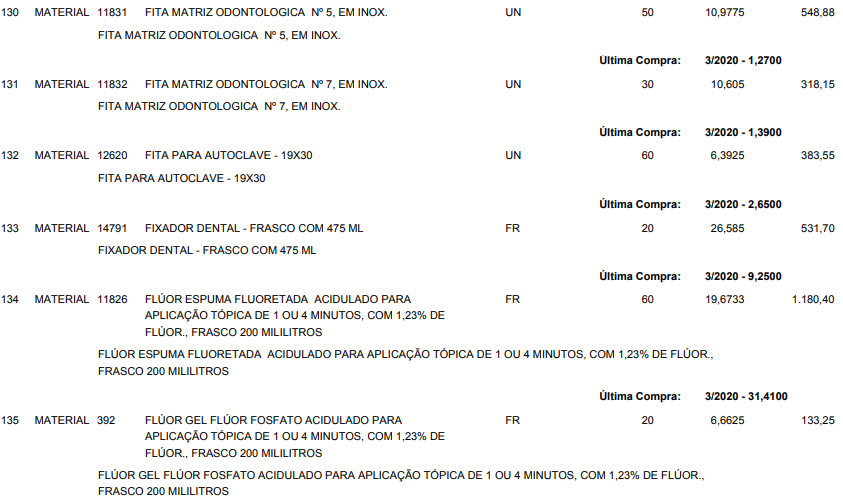 130 MATERIAL 11831 FITA MATRIZ ODONTOLOGICA Nº 5, EM INOX. UN 50 10,9775 548,88
FITA MATRIZ ODONTOLOGICA Nº 5, EM INOX.
Última Compra: 3/2020 - 1,2700
131 MATERIAL 11832 FITA MATRIZ ODONTOLOGICA Nº 7, EM INOX. UN 30 10,605 318,15
FITA MATRIZ ODONTOLOGICA Nº 7, EM INOX.
Última Compra: 3/2020 - 1,3900
132 MATERIAL 12620 FITA PARA AUTOCLAVE - 19X30 UN 60 6,3925 383,55
FITA PARA AUTOCLAVE - 19X30
Última Compra: 3/2020 - 2,6500
133 MATERIAL 14791 FIXADOR DENTAL - FRASCO COM 475 ML FR 20 26,585 531,70
FIXADOR DENTAL - FRASCO COM 475 ML
Última Compra: 3/2020 - 9,2500
134 MATERIAL 11826 FLÚOR ESPUMA FLUORETADA ACIDULADO PARA FR 60 19,6733 1.180,40
APLICAÇÃO TÓPICA DE 1 OU 4 MINUTOS, COM 1,23% DE
FLÚOR., FRASCO 200 MILILITROS
FLÚOR ESPUMA FLUORETADA ACIDULADO PARA APLICAÇÃO TÓPICA DE 1 OU 4 MINUTOS, COM 1,23% DE FLÚOR.,
FRASCO 200 MILILITROS
Última Compra: 3/2020 - 31,4100
135 MATERIAL 392 FLÚOR GEL FLÚOR FOSFATO ACIDULADO PARA FR 20 6,6625 133,25
APLICAÇÃO TÓPICA DE 1 OU 4 MINUTOS, COM 1,23% DE
FLÚOR., FRASCO 200 MILILITROS
FLÚOR GEL FLÚOR FOSFATO ACIDULADO PARA APLICAÇÃO TÓPICA DE 1 OU 4 MINUTOS, COM 1,23% DE FLÚOR.,
FRASCO 200 MILILITROS